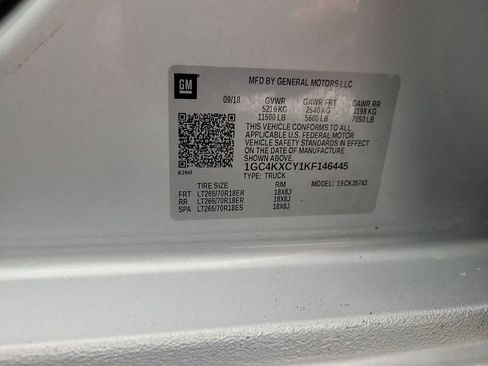 GM
MFD BY GENERAL MOTORS LLC
09/18 GVWR GAWR FRT GAWR RR
5216 KG 2540 KG 3198 KG
11500 LB 5600 LB 7050 LB
THIS VEHICLE CONFORMS TO ALL
APPLICABLE U.S. FEDERAL MOTOR
VEHICLE SAFETY STANDARDS IN EFFECT
ON THE DATE OF MANUFACTURE SHOWN ABOVE.
1GC4KXCY1KF146445
TYPE: TRUCK MODEL: 15CK35743
TIRE SIZE RIM
FRT LT265/70R18ER 18X8J
RR LT265/70R18ER 18X8J
SPA LT265/70R18ES 18X8J